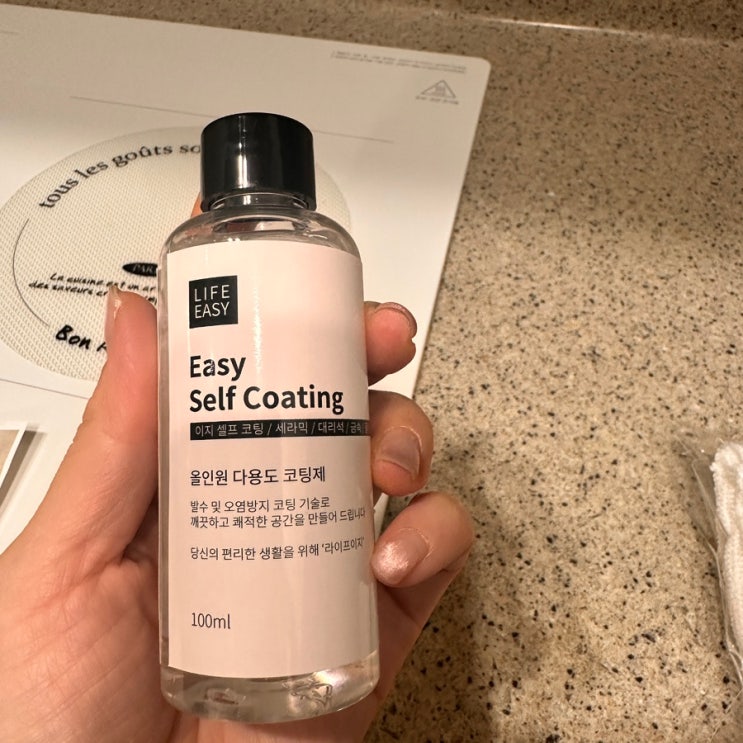 tous les goûts so
La cuisine est un ar
des saveurs
Bon
LIFE
EASY
Easy
Self Coating
이지 셀프 코팅 / 세라믹 / 대리석 / 금속 /
올인원 다용도 코팅제
발수 및 오염방지 코팅 기술로
깨끗하고 쾌적한 공간을 만들어 드립니다
당신의 편리한 생활을 위해 '라이프이지'
100ml